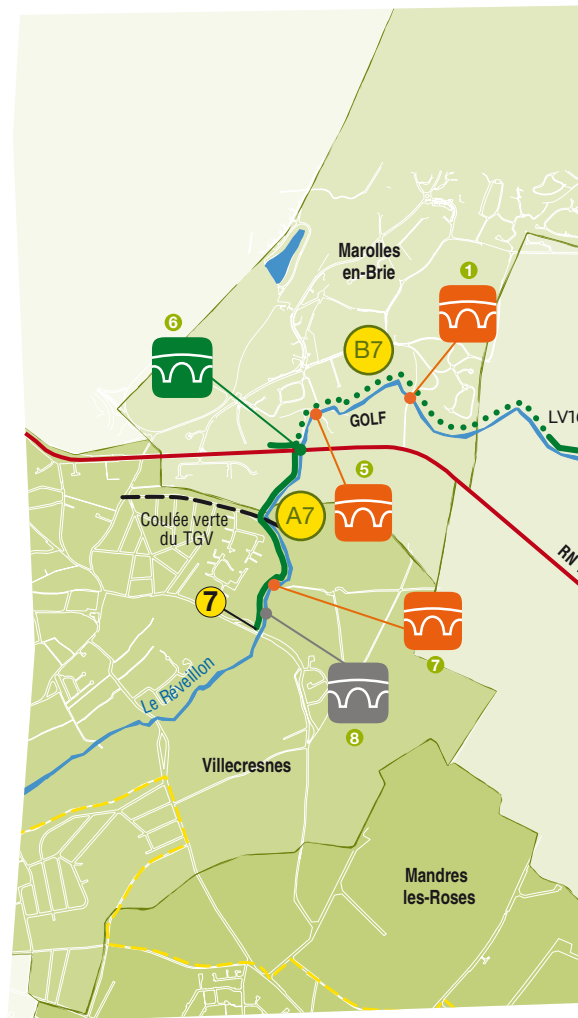 Marolles
en-Brie
1
6
B7
GOLF
LV16
5
A7
Coulée verte
du TGV
RN
7
7
Le Réveillon
8
Villecresnes
Mandres
les-Roses